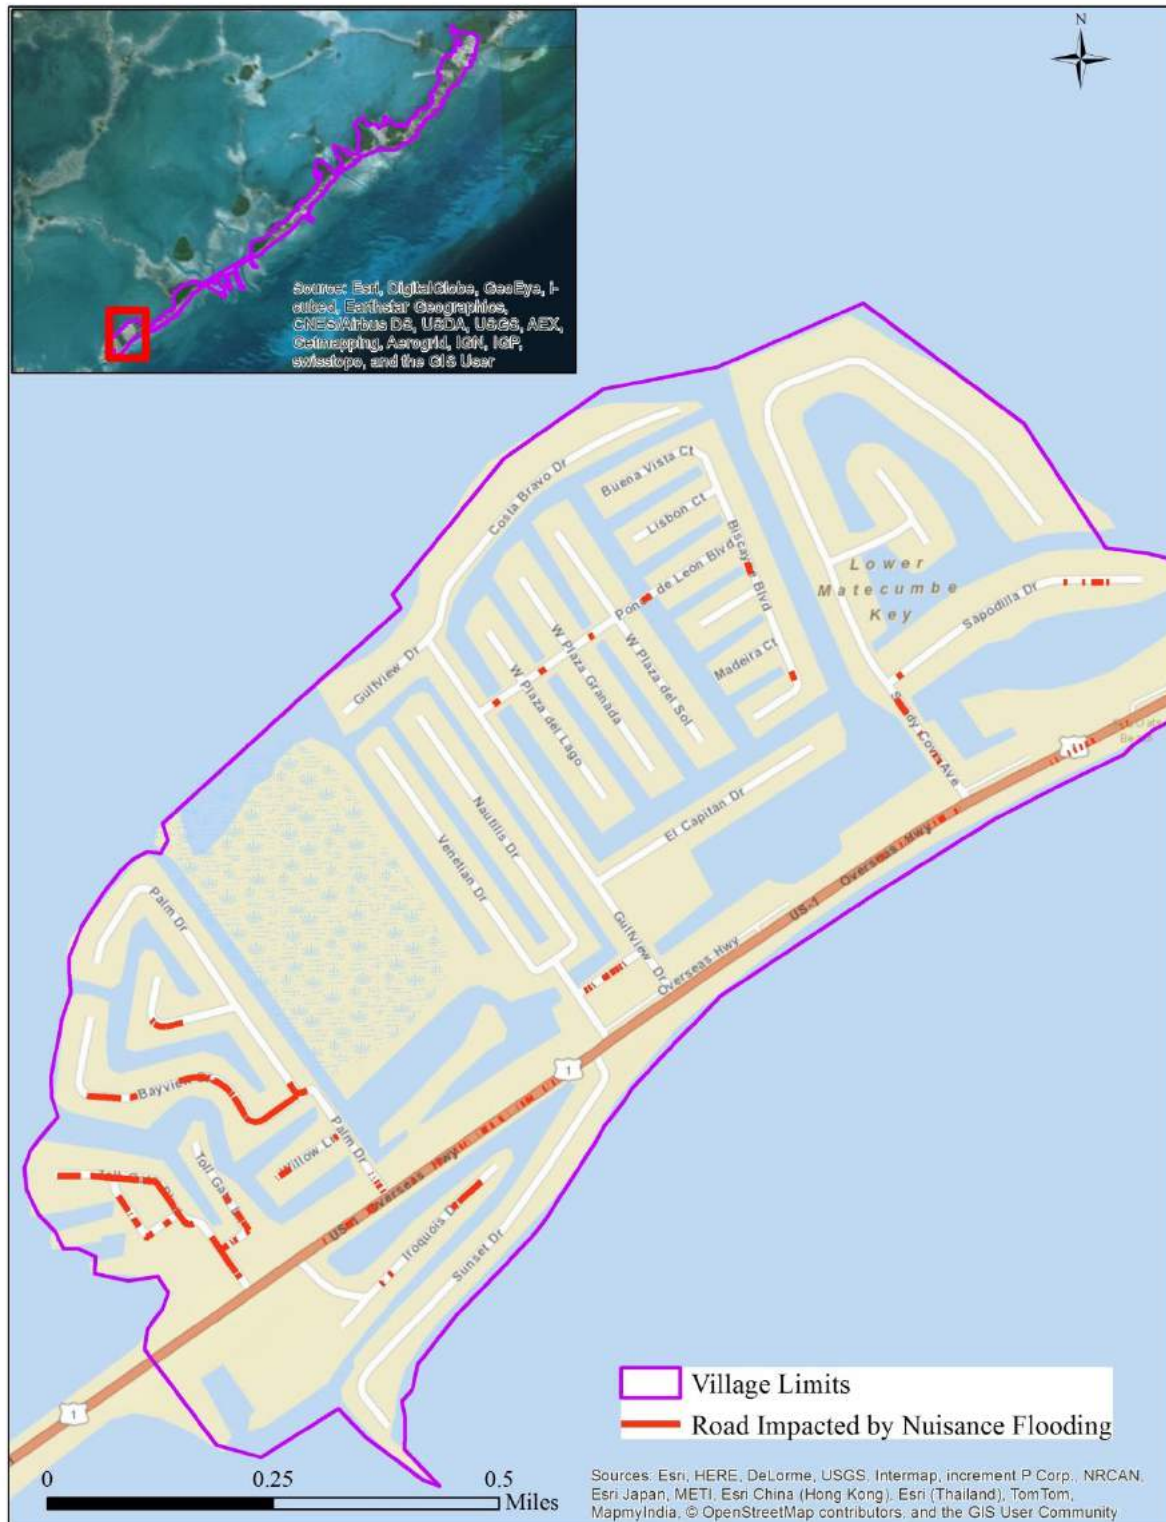 N
Source: Esri, DigitalGlobe, GeoEye, i-
cubed, Earthstar Geographics,
CNES/Airbus DS, USDA, USGS, AEX,
Getmapping, Aerogrid, IGN, IGP,
swisstopo, and the GIS User
Costa Bravo Dr
Buena Vista Ct
Lisbon Ct
Biscayne Blvd
Ponce de Leon Blvd
Lower
Matecumbe
Key
Sapodilla Dr
Gulfview Dr
W Plaza Granada
W Plaza del Sol
Madeira Ct
W Plaza del Lago
Sandy Cove Ave
Beach
1
Nautilis Dr
El Capitan Dr
Venetian Dr
Overseas Hwy
US-1
Palm Dr
Gulfview Dr
Overseas Hwy
1
Bayview Dr
Palm Dr
Willow Ln
Toll Gate
US-1 Overseas Hwy
Iroquois Dr
Sunset Dr
1
Village Limits
Road Impacted by Nuisance Flooding
0 0.25 0.5
Miles
Sources: Esri, HERE, DeLorme, USGS, Intermap, increment P Corp., NRCAN,
Esri Japan, METI, Esri China (Hong Kong), Esri (Thailand), TomTom,
MapmyIndia, © OpenStreetMap contributors, and the GIS User Community